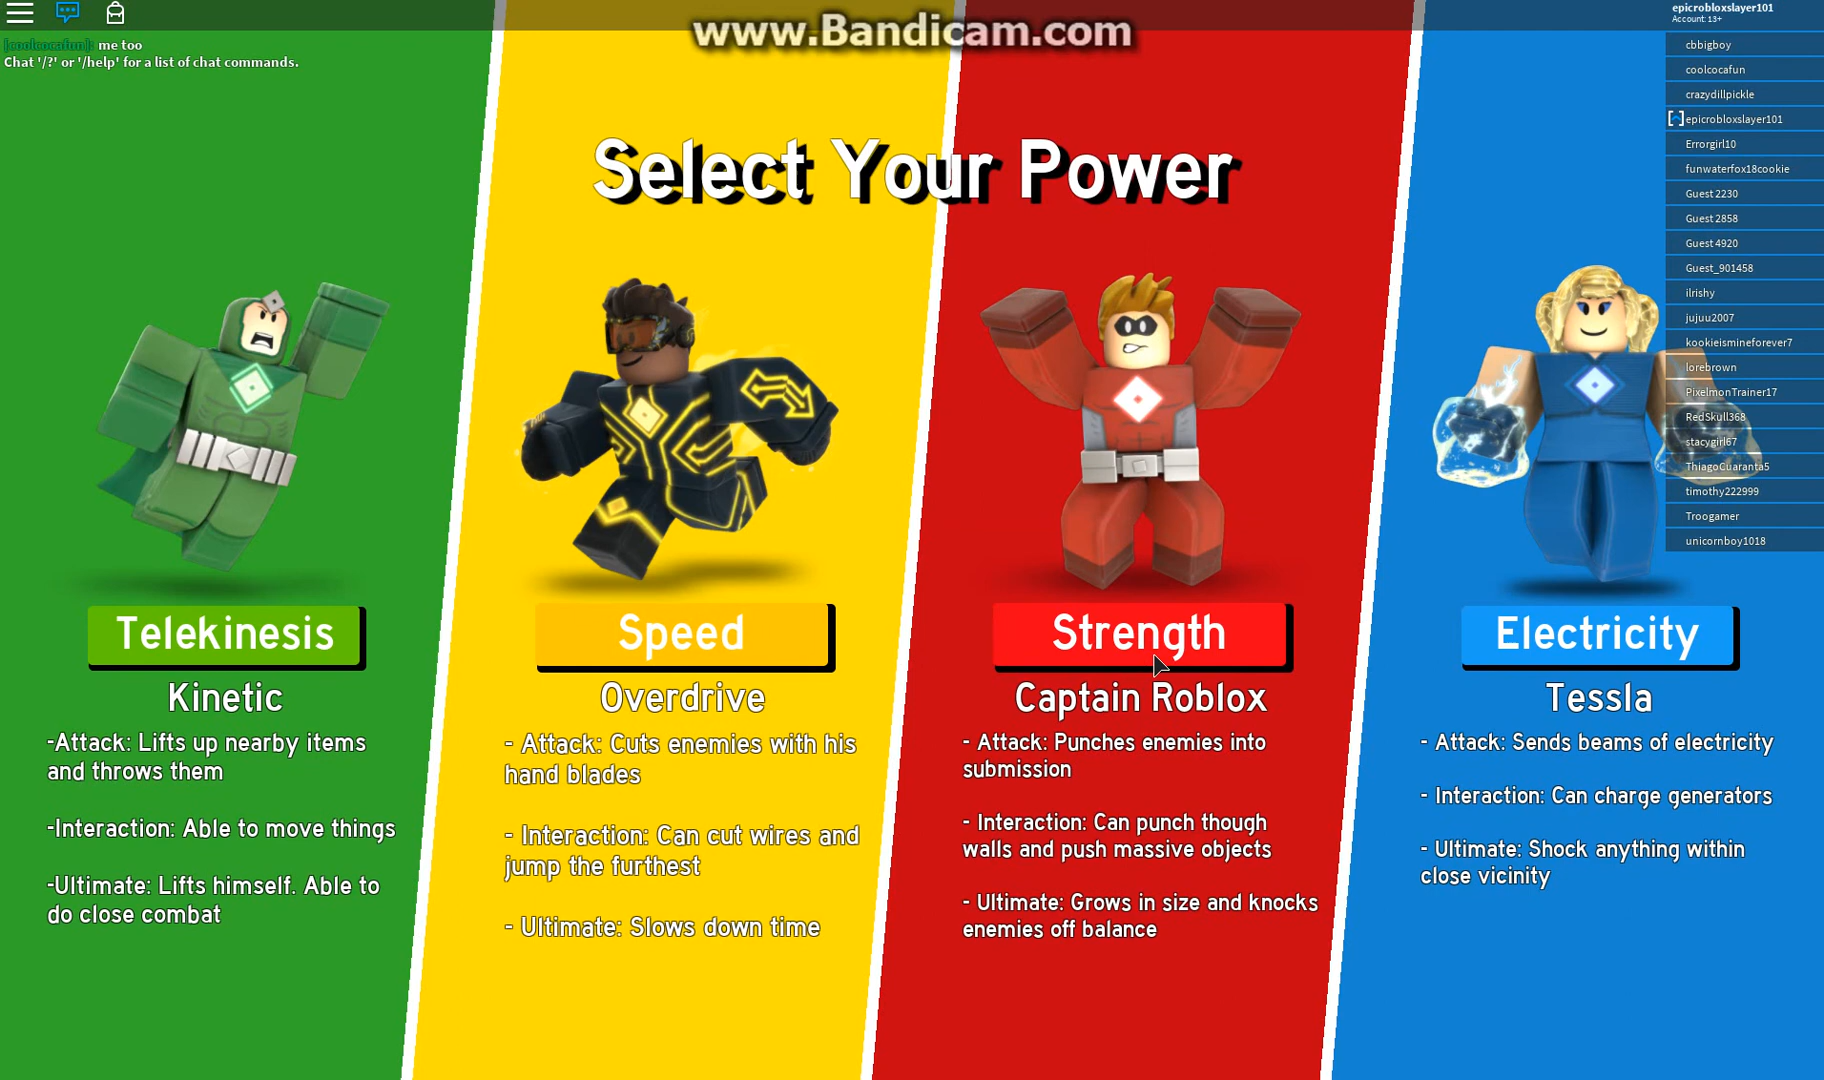 www.Bandicam.com
epicrobloxslayer101
Account: 13+
[coolcocafun]: me too
Chat '/?' or '/help' for a list of chat commands.
cbbigboy
coolcocafun
crazydillpickle
epicrobloxslayer101
Errorgirl10
funwaterfox18cookie
Guest 2230
Guest 2858
Guest 4920
Guest_901458
ilrishy
jujuu2007
kookieismineforever7
lorebrown
PixelmonTrainer17
RedSkull368
stacygirl67
ThiagoCuaranta5
timothy222999
Troogamer
unicornboy1018
Select Your Power
Telekinesis
Kinetic
-Attack: Lifts up nearby items
and throws them
-Interaction: Able to move things
-Ultimate: Lifts himself. Able to
do close combat
Speed
Overdrive
- Attack: Cuts enemies with his
hand blades
- Interaction: Can cut wires and
jump the furthest
- Ultimate: Slows down time
Strength
Captain Roblox
- Attack: Punches enemies into
submission
- Interaction: Can punch though
walls and push massive objects
- Ultimate: Grows in size and knocks
enemies off balance
Electricity
Tessla
- Attack: Sends beams of electricity
- Interaction: Can charge generators
- Ultimate: Shock anything within
close vicinity